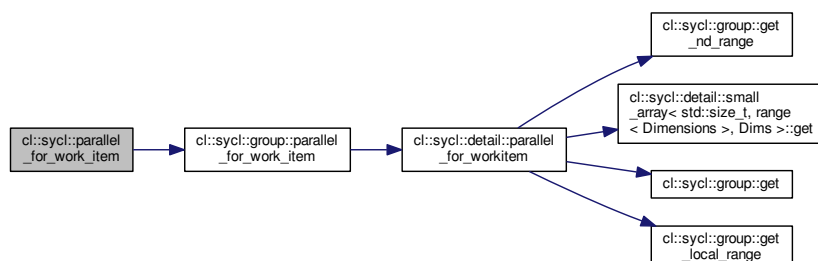 cl::sycl::parallel
_for_work_item
cl::sycl::group::parallel
_for_work_item
cl::sycl::detail::parallel
_for_workitem
cl::sycl::group::get
_nd_range
cl::sycl::detail::small
_array< std::size_t, range
< Dimensions >, Dims >::get
cl::sycl::group::get
cl::sycl::group::get
_local_range